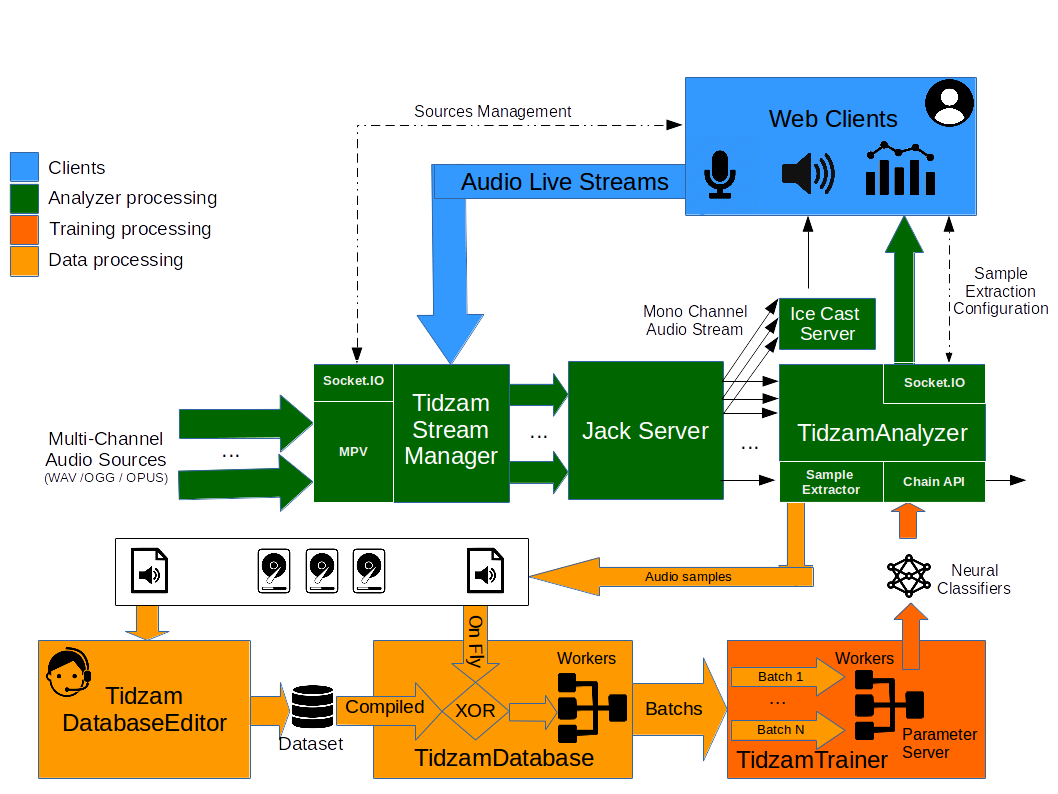 Sources Management
Web Clients
Audio Live Streams
Clients
Analyzer processing
Training processing
Data processing
Sample
Extraction
Configuration
Mono Channel
Audio Stream
Ice Cast
Server
Socket.IO
MPV
Tidzam
Stream
Manager
...
Jack Server
...
Socket.IO
TidzamAnalyzer
Sample
Extractor
Chain API
Multi-Channel
Audio Sources
(WAV /OGG / OPUS)
...
Audio samples
Neural
Classifiers
On Fly
Tidzam
DatabaseEditor
Dataset
Compiled
XOR
Workers
TidzamDatabase
Batchs
Workers
Batch 1
...
Batch N
Parameter
Server
TidzamTrainer